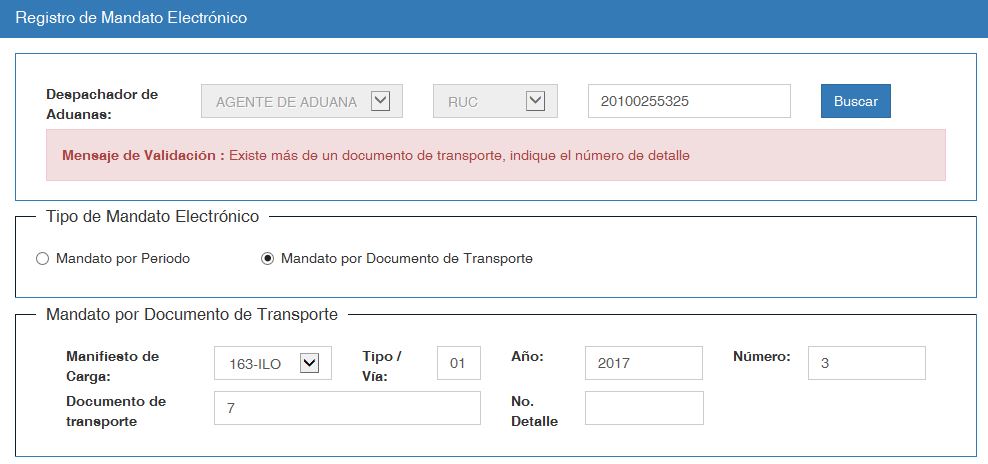 Registro de Mandato Electrónico
Despachador de Aduanas: AGENTE DE ADUANA RUC 20100255325 Buscar
Mensaje de Validación : Existe más de un documento de transporte, indique el número de detalle
Tipo de Mandato Electrónico
Mandato por Periodo Mandato por Documento de Transporte
Mandato por Documento de Transporte
Manifiesto de Carga: 163-ILO Tipo / Vía: 01 Año: 2017 Número: 3
Documento de transporte 7 No. Detalle